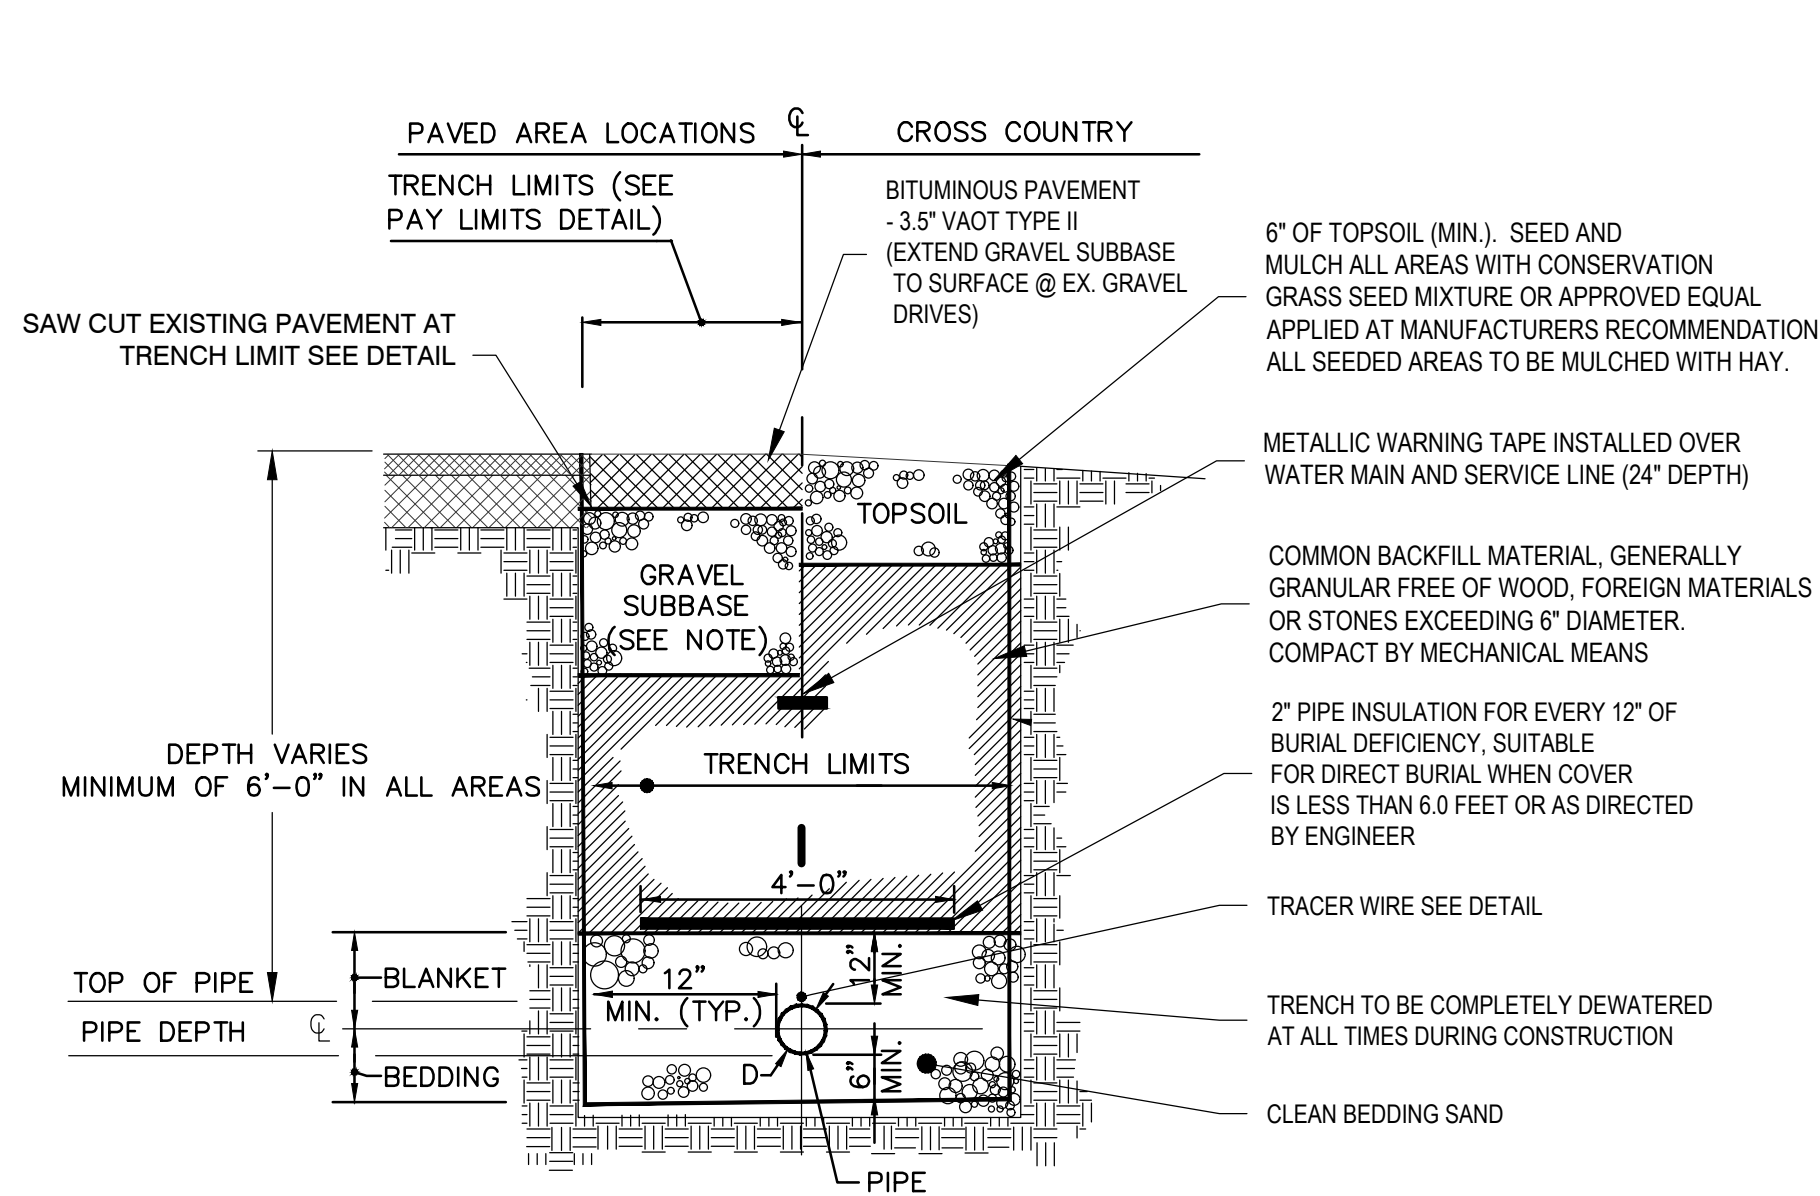 PAVED AREA LOCATIONS
℄
CROSS COUNTRY
TRENCH LIMITS (SEE
PAY LIMITS DETAIL)
BITUMINOUS PAVEMENT
- 3.5" VAOT TYPE II
(EXTEND GRAVEL SUBBASE
TO SURFACE @ EX. GRAVEL
DRIVES)
6" OF TOPSOIL (MIN.). SEED AND
MULCH ALL AREAS WITH CONSERVATION
GRASS SEED MIXTURE OR APPROVED EQUAL
APPLIED AT MANUFACTURERS RECOMMENDATION
ALL SEEDED AREAS TO BE MULCHED WITH HAY.
SAW CUT EXISTING PAVEMENT AT
TRENCH LIMIT SEE DETAIL
METALLIC WARNING TAPE INSTALLED OVER
WATER MAIN AND SERVICE LINE (24" DEPTH)
TOPSOIL
GRAVEL
SUBBASE
(SEE NOTE)
COMMON BACKFILL MATERIAL, GENERALLY
GRANULAR FREE OF WOOD, FOREIGN MATERIALS
OR STONES EXCEEDING 6" DIAMETER.
COMPACT BY MECHANICAL MEANS
DEPTH VARIES
MINIMUM OF 6'-0" IN ALL AREAS
TRENCH LIMITS
2" PIPE INSULATION FOR EVERY 12" OF
BURIAL DEFICIENCY, SUITABLE
FOR DIRECT BURIAL WHEN COVER
IS LESS THAN 6.0 FEET OR AS DIRECTED
BY ENGINEER
4'-0"
TRACER WIRE SEE DETAIL
TOP OF PIPE
BLANKET
12"
MIN. (TYP.)
12"
MIN.
PIPE DEPTH
℄
TRENCH TO BE COMPLETELY DEWATERED
AT ALL TIMES DURING CONSTRUCTION
BEDDING
D
6"
MIN.
CLEAN BEDDING SAND
PIPE